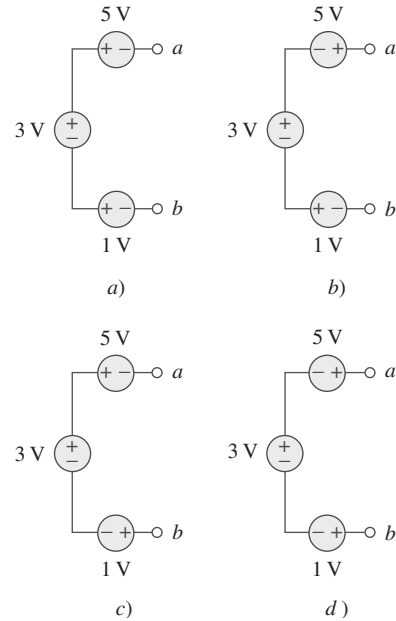 5 V
5 V
+ − a
− + a
3 V + −
3 V + −
+ − b
+ − b
1 V
1 V
a)
b)
5 V
5 V
+ − a
− + a
3 V + −
3 V + −
− + b
− + b
1 V
1 V
c)
d )